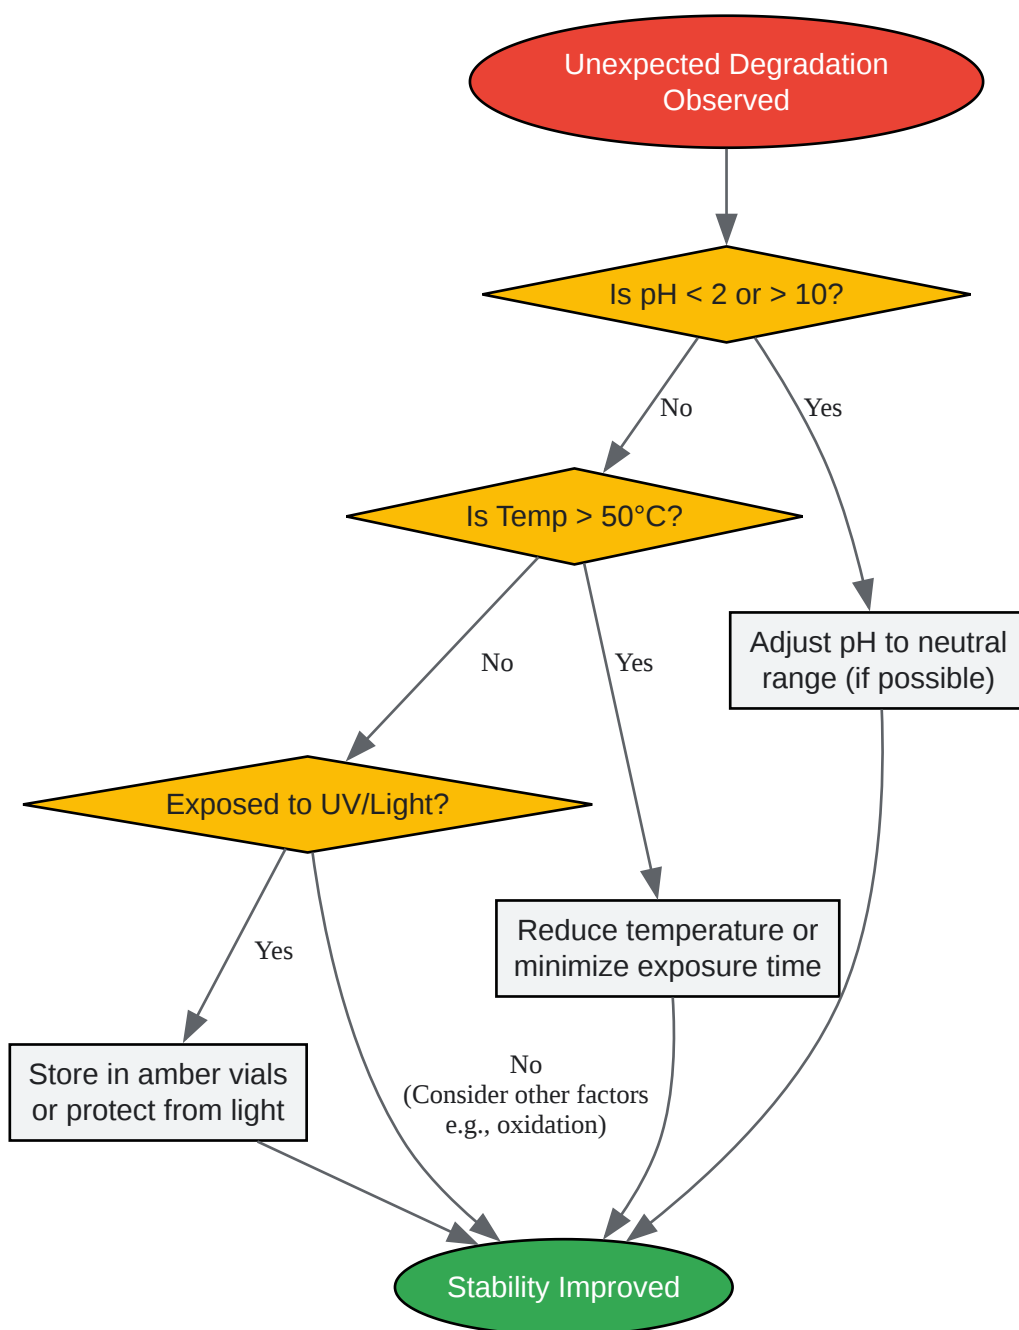 Unexpected Degradation
Observed
Is pH < 2 or > 10?
No
Yes
Is Temp > 50°C?
No
Yes
Adjust pH to neutral
range (if possible)
Exposed to UV/Light?
Yes
Reduce temperature or
minimize exposure time
Store in amber vials
or protect from light
No
(Consider other factors
e.g., oxidation)
Stability Improved